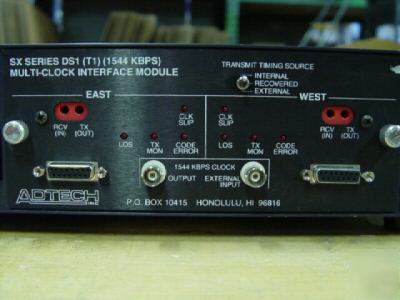 SX SERIES DS1 (T1) (1544 KBPS)
MULTI-CLOCK INTERFACE MODULE
TRANSMIT TIMING SOURCE
INTERNAL
RECOVERED
EXTERNAL
EAST
WEST
RCV (IN)
TX (OUT)
CLK SLIP
LOS
TX MON
CODE ERROR
CLK SLIP
LOS
TX MON
CODE ERROR
RCV (IN)
TX (OUT)
1544 KBPS CLOCK
OUTPUT
EXTERNAL INPUT
ADTECH INC
P.O. BOX 10415 HONOLULU, HI 96816